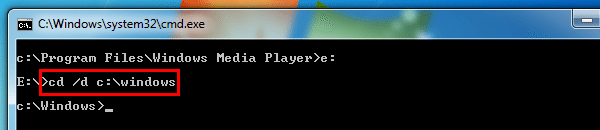 C:\Windows\system32\cmd.exe
c:\Program Files\Windows Media Player>e:
E:\>cd /d c:\windows
c:\Windows>_